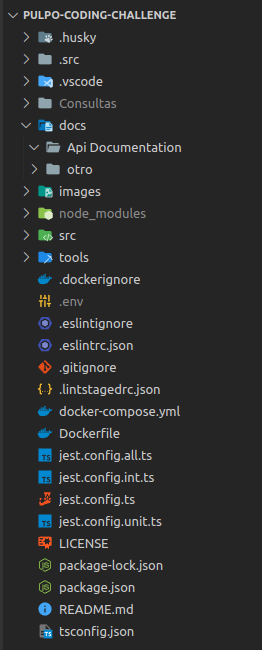 PULPO-CODING-CHALLENGE
.husky
.src
.vscode
Consultas
docs
Api Documentation
otro
images
node_modules
src
tools
.dockerignore
.env
.eslintignore
.eslintrc.json
.gitignore
.lintstagedrc.json
docker-compose.yml
Dockerfile
jest.config.all.ts
jest.config.int.ts
jest.config.ts
jest.config.unit.ts
LICENSE
package-lock.json
package.json
README.md
tsconfig.json